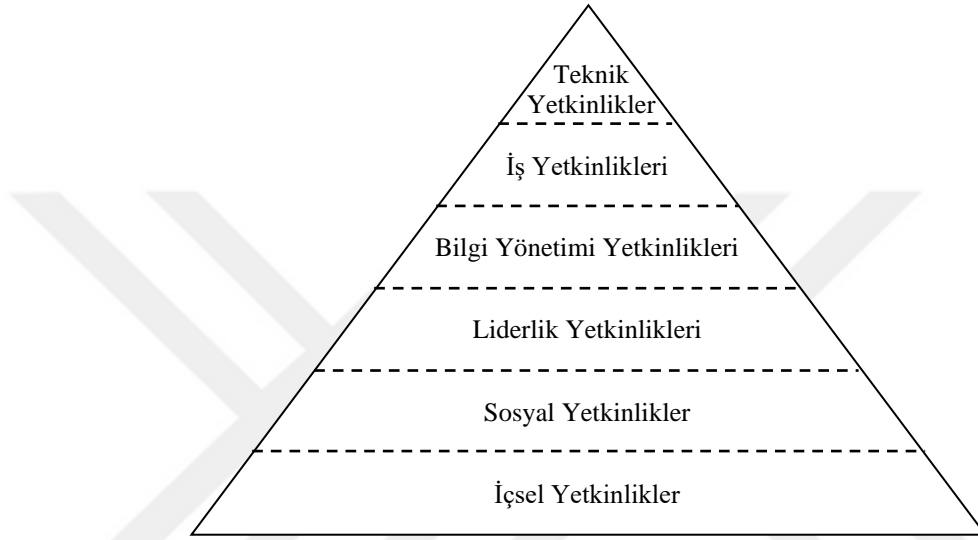 Teknik
Yetkinlikler
İş Yetkinlikleri
Bilgi Yönetimi Yetkinlikleri
Liderlik Yetkinlikleri
Sosyal Yetkinlikler
İçsel Yetkinlikler